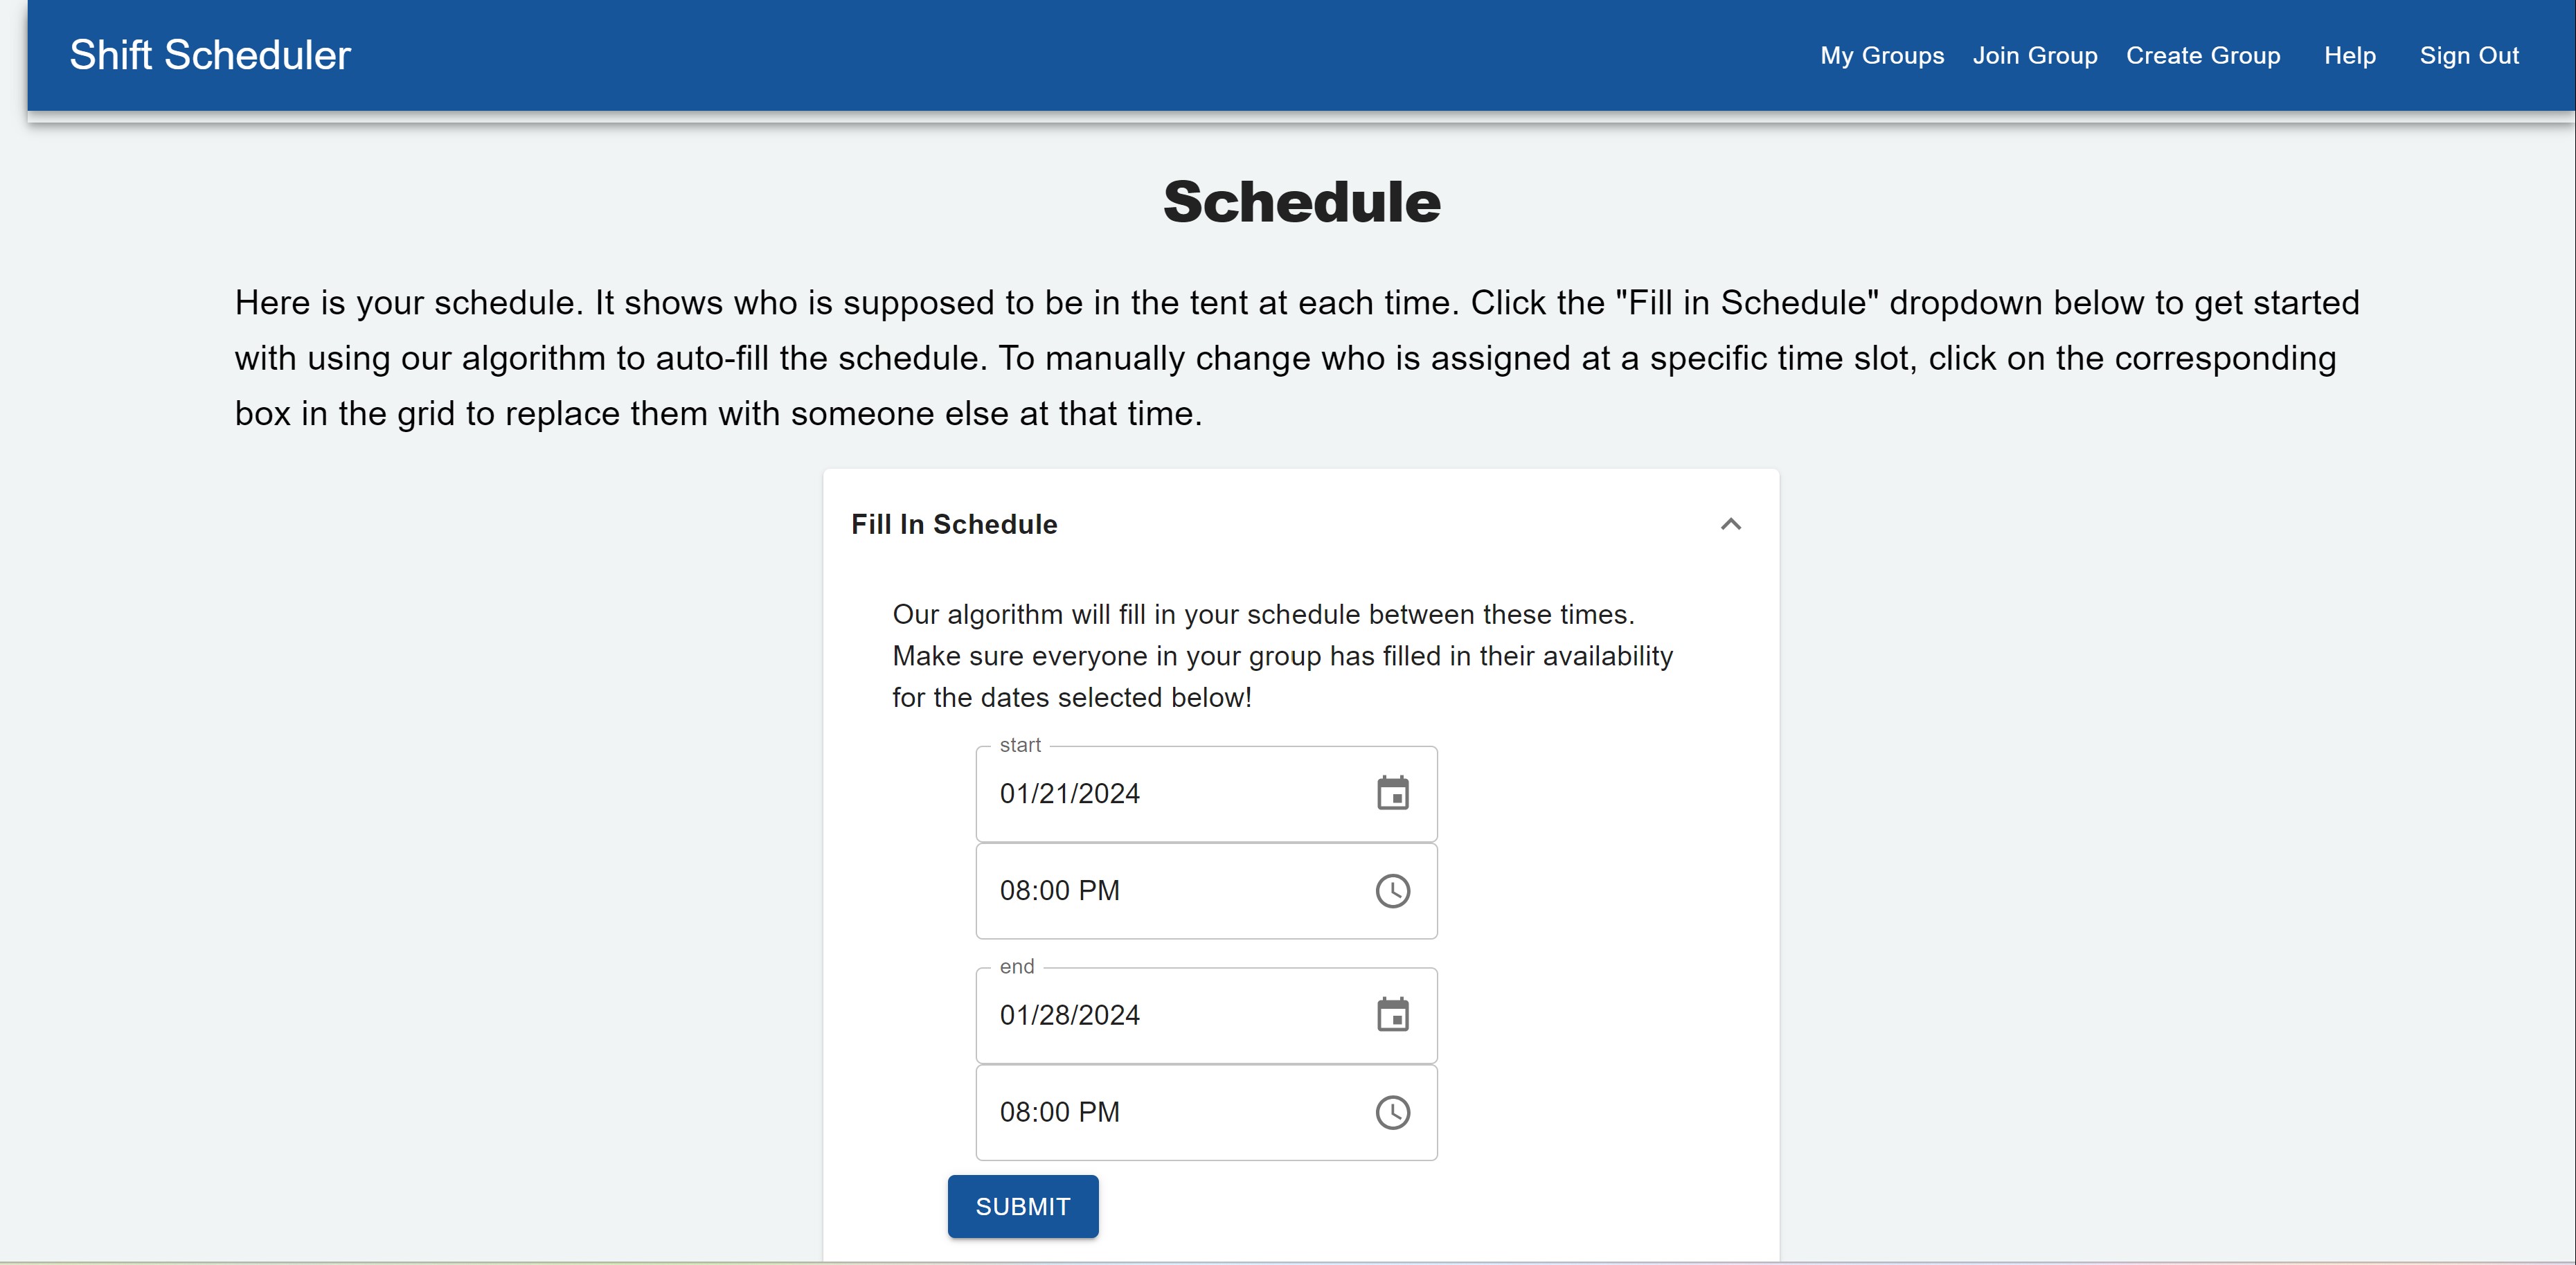 Shift Scheduler
My Groups Join Group Create Group Help Sign Out
Schedule
Here is your schedule. It shows who is supposed to be in the tent at each time. Click the "Fill in Schedule" dropdown below to get started
with using our algorithm to auto-fill the schedule. To manually change who is assigned at a specific time slot, click on the corresponding
box in the grid to replace them with someone else at that time.
Fill In Schedule
Our algorithm will fill in your schedule between these times.
Make sure everyone in your group has filled in their availability
for the dates selected below!
start
01/21/2024
08:00 PM
end
01/28/2024
08:00 PM
SUBMIT